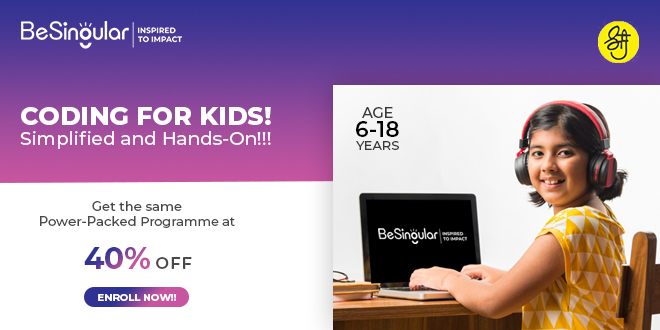 BeSingular INSPIRED
TO IMPACT
CODING FOR KIDS!
Simplified and Hands-On!!!
AGE
6-18
YEARS
Get the same
Power-Packed Programme at
40% OFF
ENROLL NOW!!
BeSingular INSPIRED
TO IMPACT